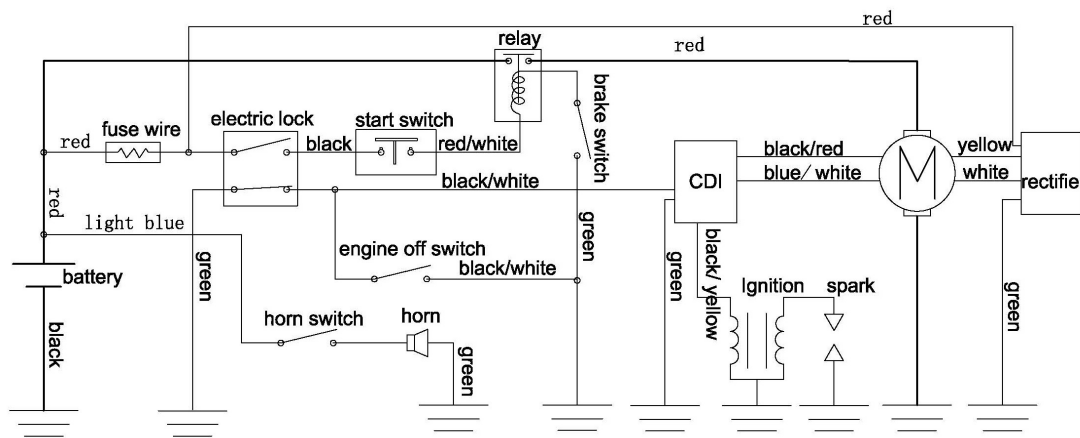 red
relay
red
brake switch
electric lock
start switch
fuse wire
red
black
red/white
black/red
yellow
blue/ white
white
CDI
M
rectifie
black/white
red
light blue
green
engine off switch
black/white
green
green
black/ yellow
green
battery
Ignition
spark
horn switch
horn
black
green